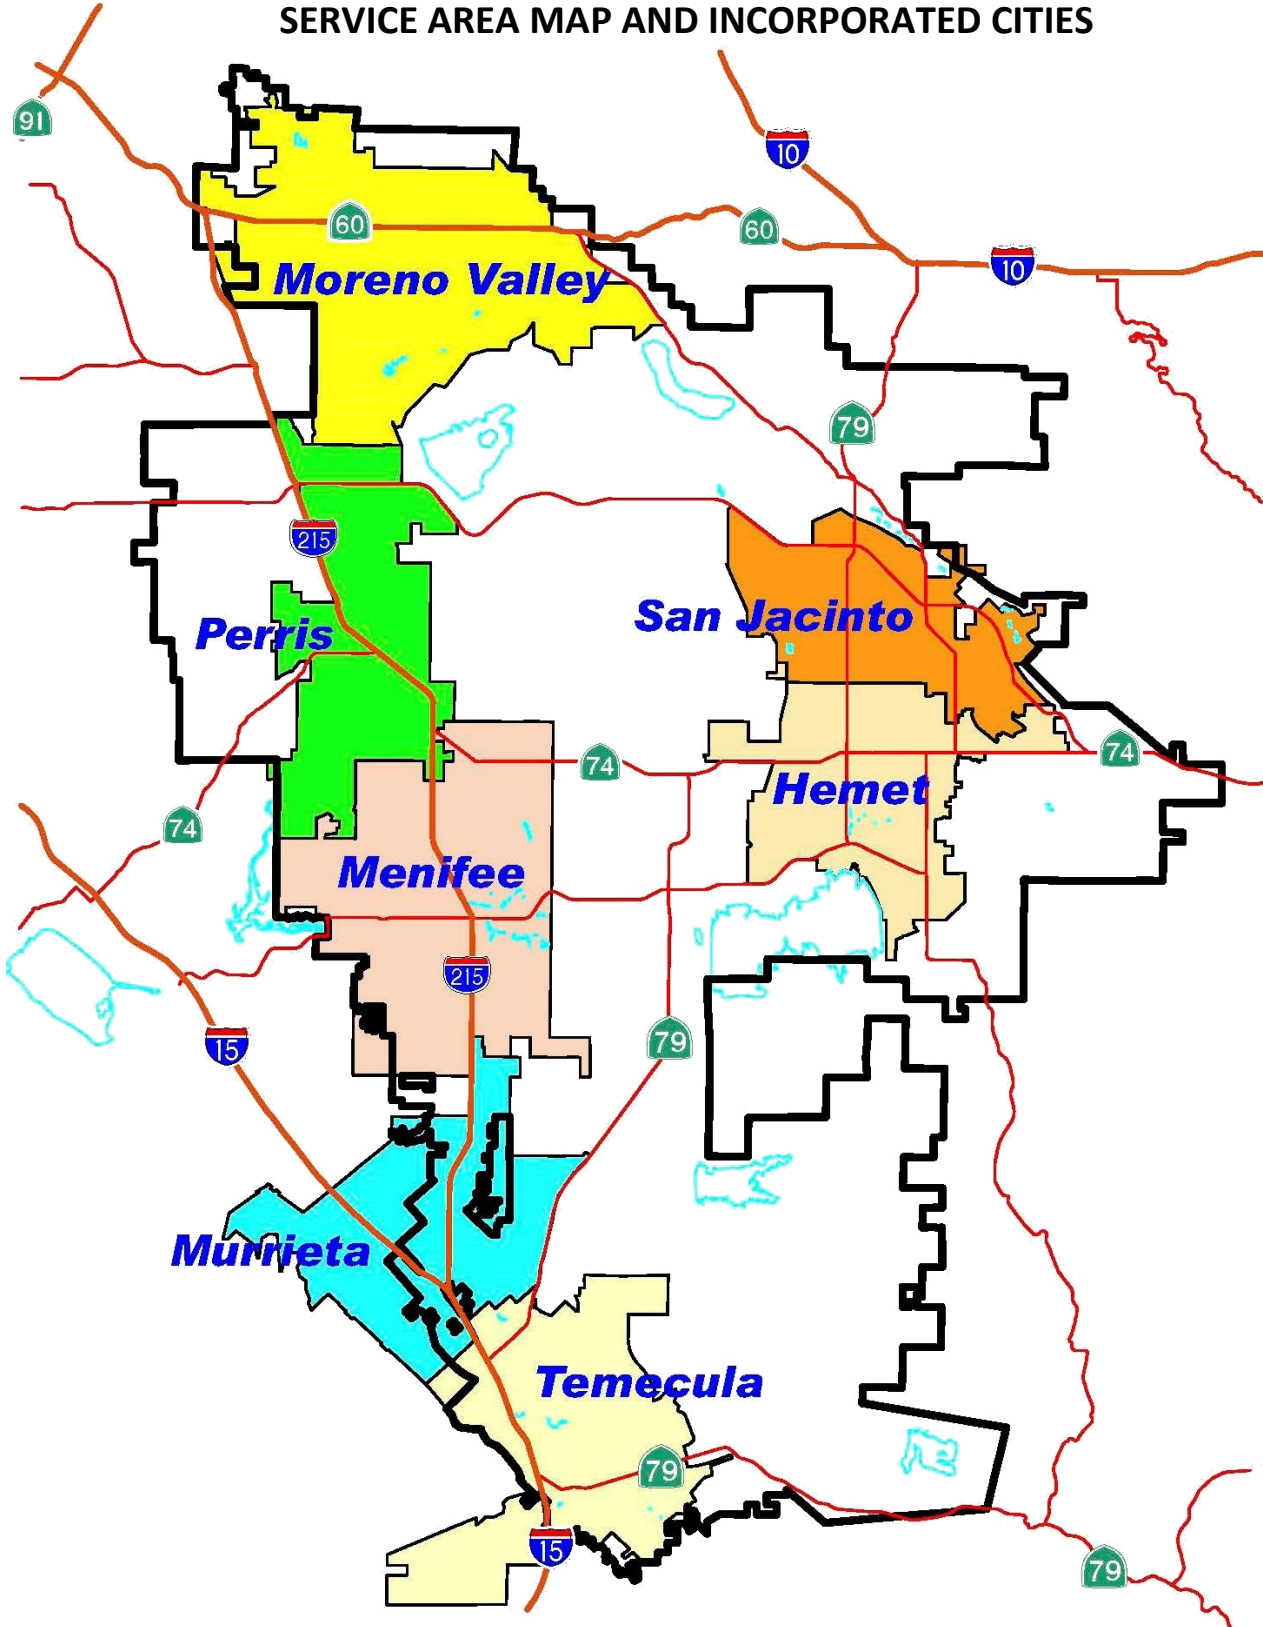 SERVICE AREA MAP AND INCORPORATED CITIES
91
10
60
60
10
Moreno Valley
79
215
San Jacinto
Perris
74
74
Hemet
74
Menifee
215
15
79
Murrieta
Temecula
79
15
79